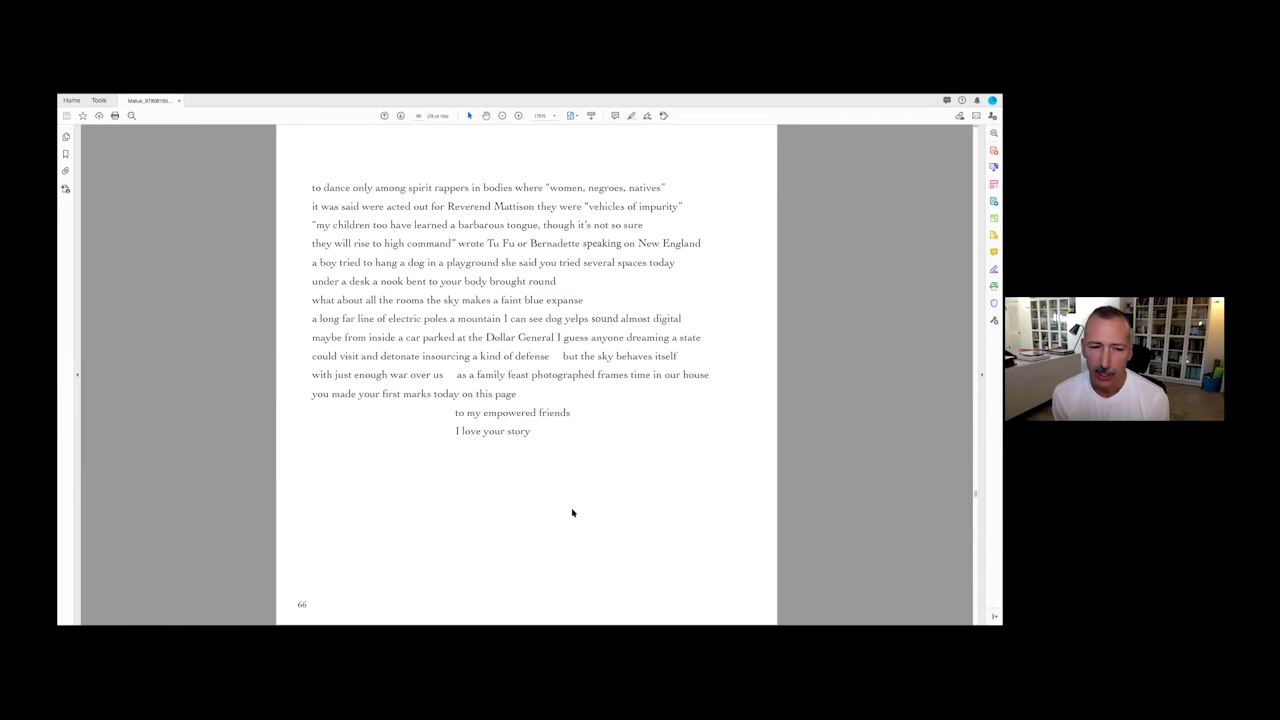 Home Tools Matuk_97808165... ×
66 (78 of 104) 176%
to dance only among spirit rappers in bodies where “women, negroes, natives”
it was said were acted out for Reverend Mattison they were “vehicles of impurity”
“my children too have learned a barbarous tongue, though it’s not so sure
they will rise to high command” wrote Tu Fu or Bernadette speaking on New England
a boy tried to hang a dog in a playground she said you tried several spaces today
under a desk a nook bent to your body brought round
what about all the rooms the sky makes a faint blue expanse
a long far line of electric poles a mountain I can see dog yelps sound almost digital
maybe from inside a car parked at the Dollar General I guess anyone dreaming a state
could visit and detonate insourcing a kind of defense but the sky behaves itself
with just enough war over us as a family feast photographed frames time in our house
you made your first marks today on this page
to my empowered friends
I love your story
66